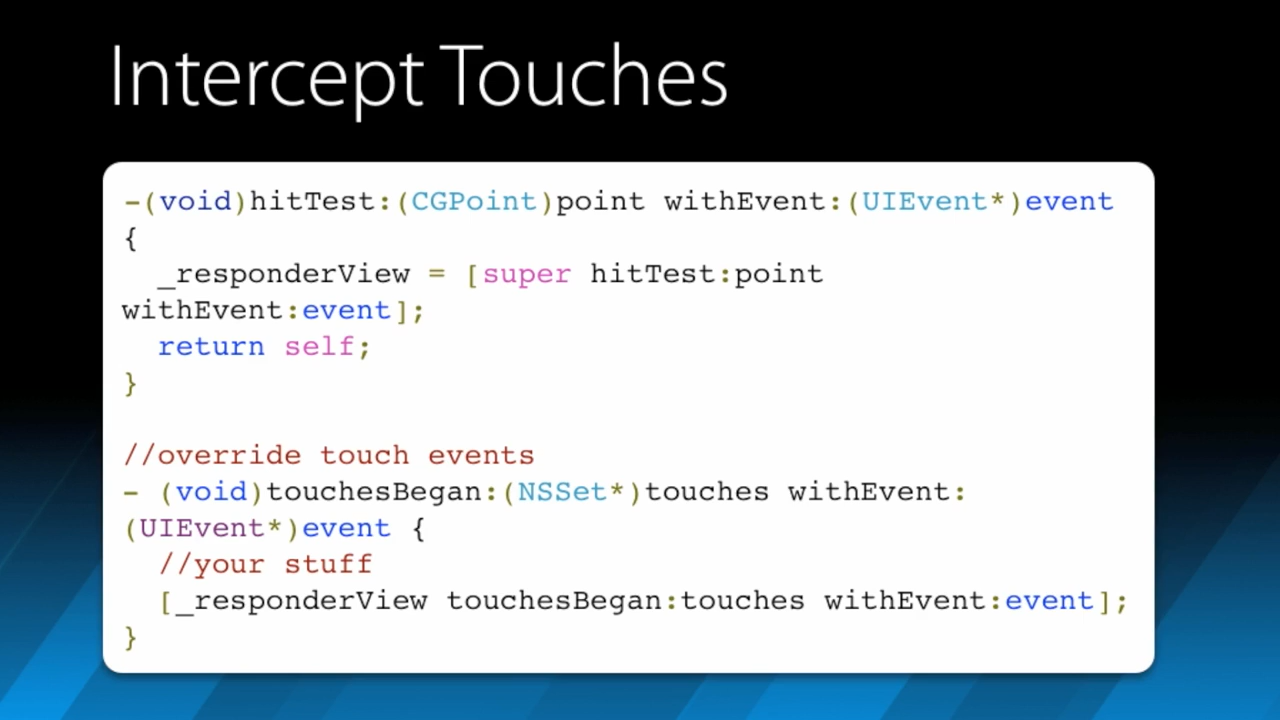 Intercept Touches
-(void)hitTest:(CGPoint)point withEvent:(UIEvent*)event
{
  _responderView = [super hitTest:point
withEvent:event];
  return self;
}

//override touch events
- (void)touchesBegan:(NSSet*)touches withEvent:
(UIEvent*)event {
  //your stuff
  [_responderView touchesBegan:touches withEvent:event];
}